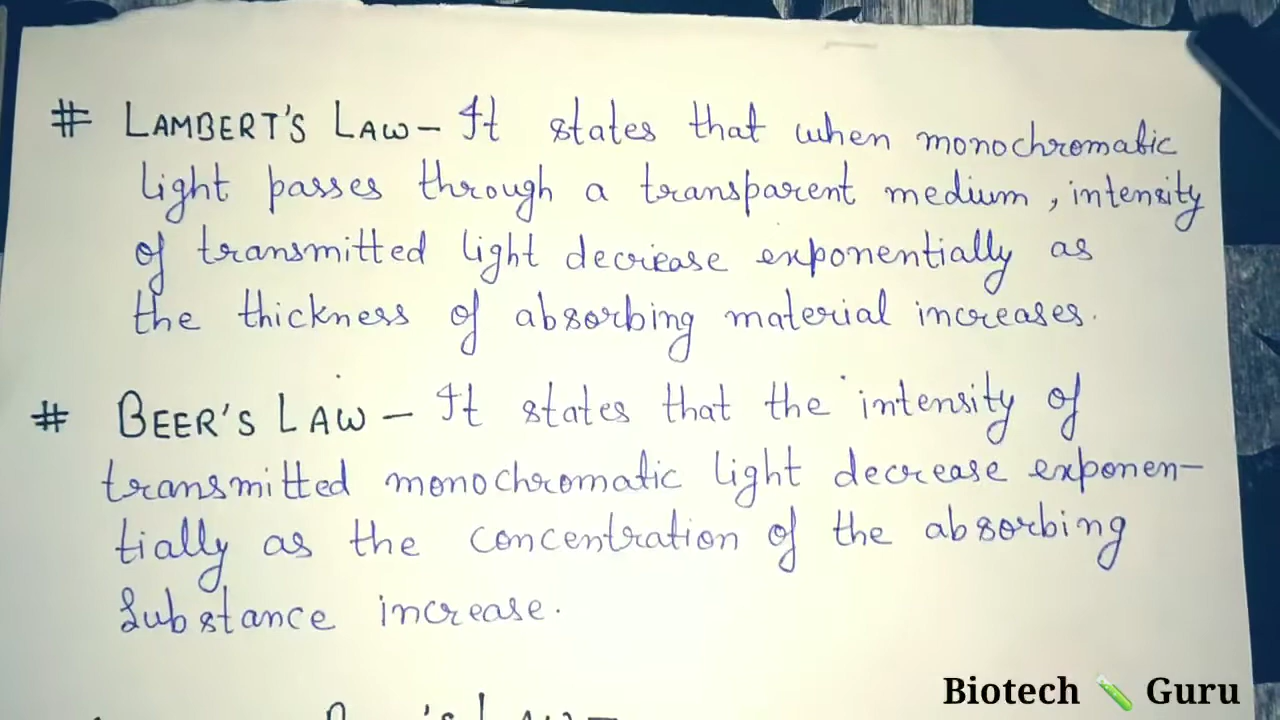 # LAMBERT'S LAW – It states that when monochromatic
light passes through a transparent medium, intensity
of transmitted light decrease exponentially as
the thickness of absorbing material increases.
# BEER'S LAW – It states that the intensity of
transmitted monochromatic light decrease exponen–
tially as the concentration of the absorbing
Substance increase.
Biotech Guru